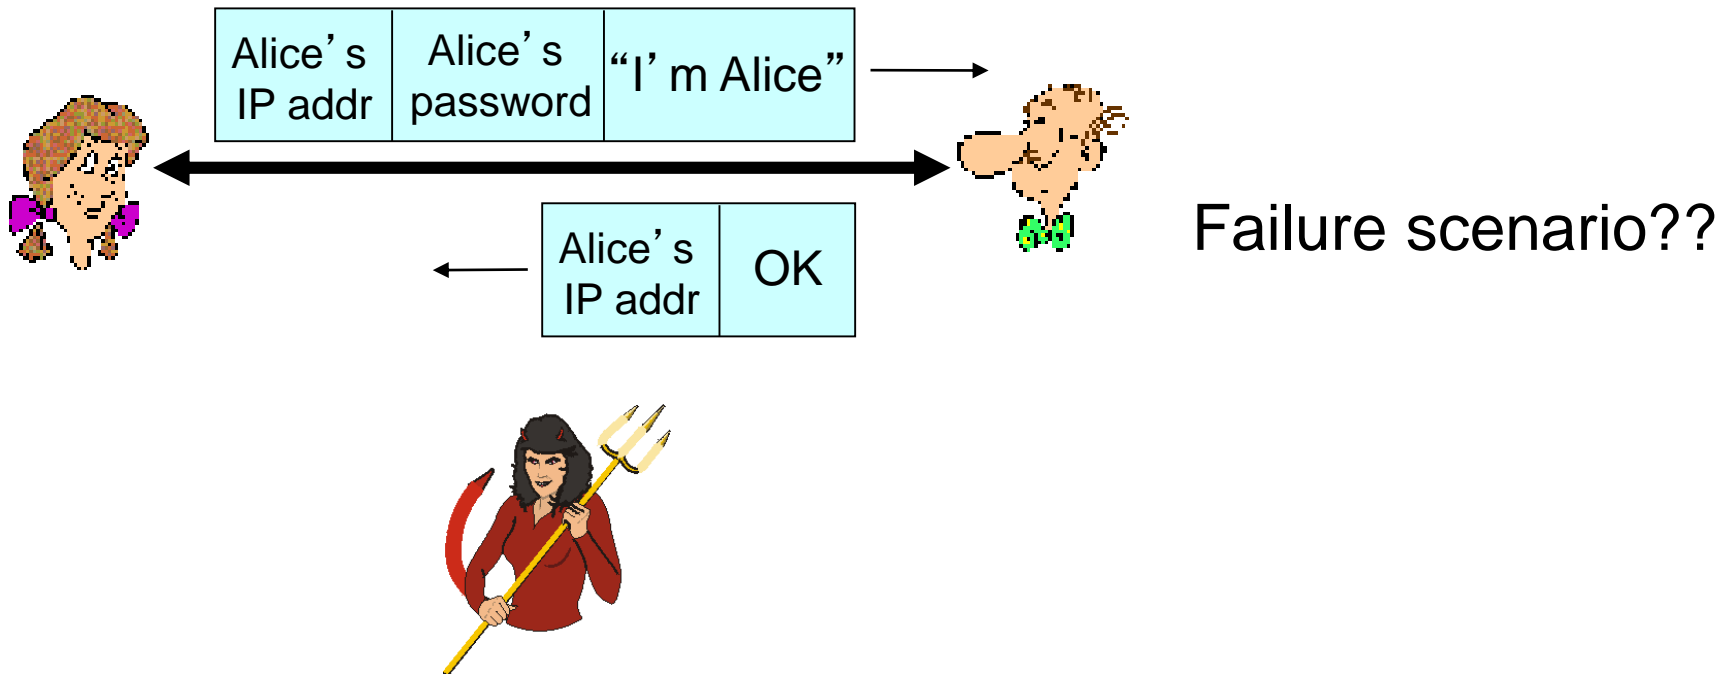 Alice’s
IP addr
Alice’s
password
“I’m Alice”
Alice’s
IP addr
OK
Failure scenario??